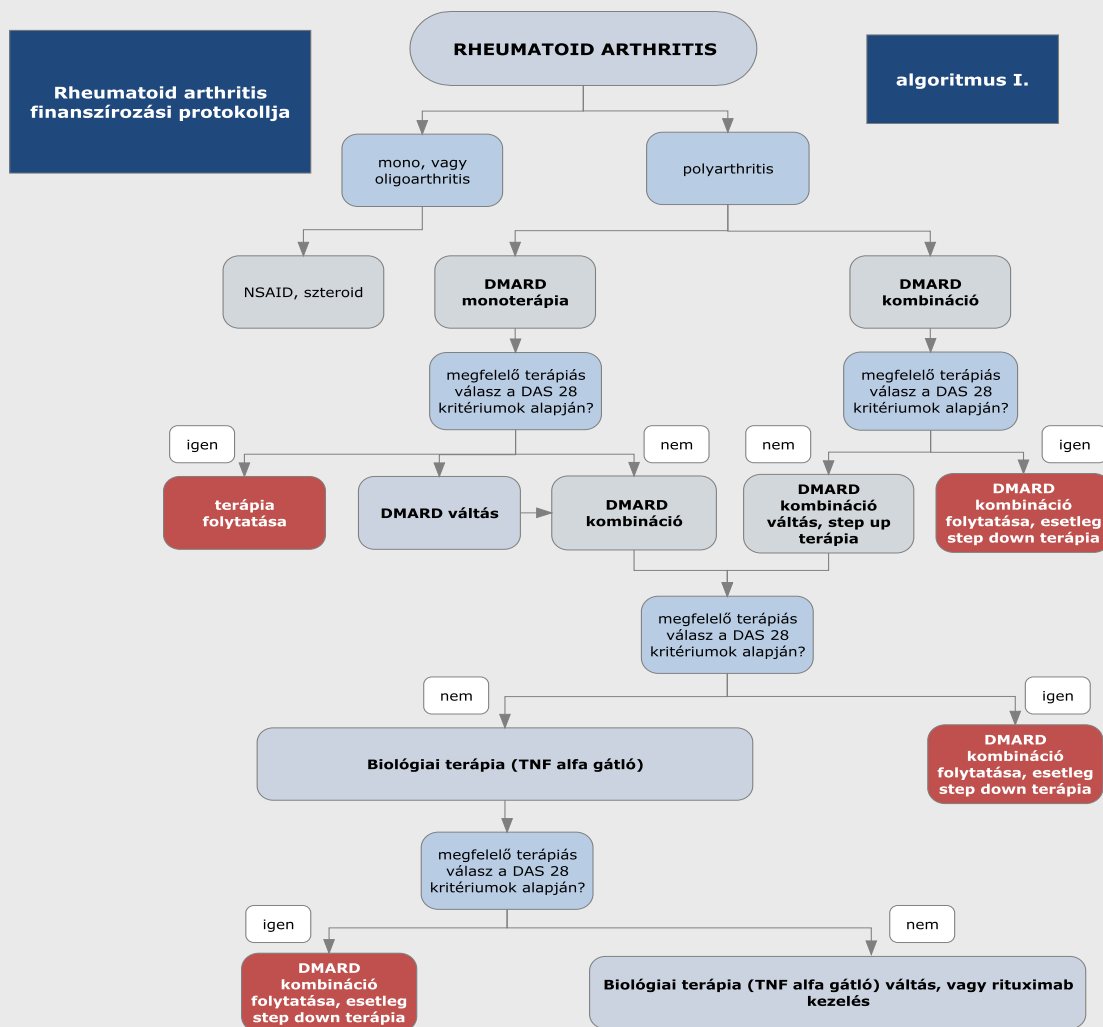 RHEUMATOID ARTHRITIS
Rheumatoid arthritis
finanszírozási protokollja
algoritmus I.
mono, vagy
oligoarthritis
polyarthritis
NSAID, szteroid
DMARD
monoterápia
DMARD
kombináció
megfelelő terápiás
válasz a DAS 28
kritériumok alapján?
megfelelő terápiás
válasz a DAS 28
kritériumok alapján?
igen
nem
nem
igen
terápia
folytatása
DMARD váltás
DMARD
kombináció
DMARD
kombináció
váltás, step up
terápia
DMARD
kombináció
folytatása, esetleg
step down terápia
megfelelő terápiás
válasz a DAS 28
kritériumok alapján?
nem
igen
Biológiai terápia (TNF alfa gátló)
DMARD
kombináció
folytatása, esetleg
step down terápia
megfelelő terápiás
válasz a DAS 28
kritériumok alapján?
igen
nem
DMARD
kombináció
folytatása, esetleg
step down terápia
Biológiai terápia (TNF alfa gátló) váltás, vagy rituximab
kezelés